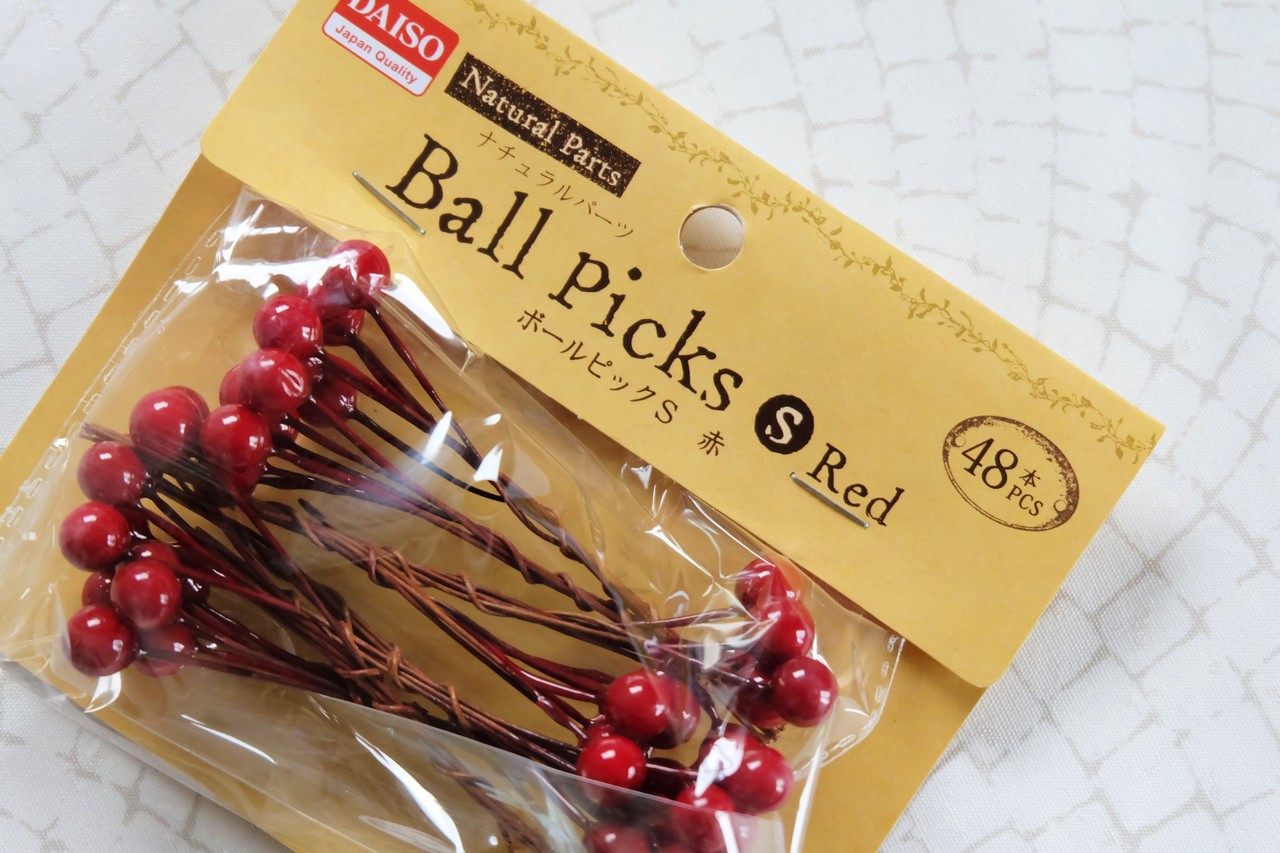 DAISO
Japan Quality
Natural Parts
ナチュラルパーツ
Ball Picks S Red
ボールピックS 赤
48本
PCS